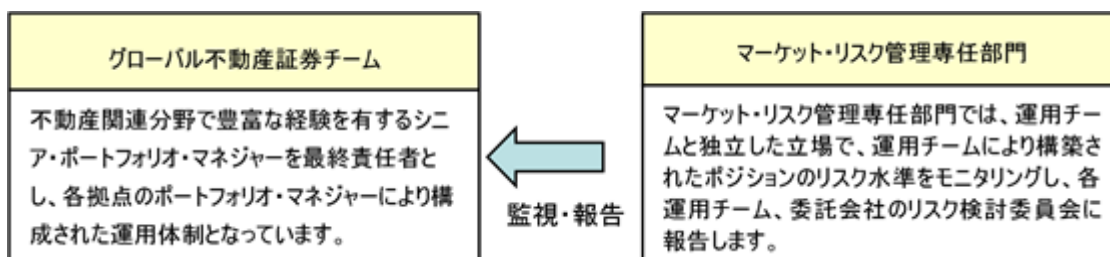 グローバル不動産証券チーム
不動産関連分野で豊富な経験を有するシニ
ア・ポートフォリオ・マネジャーを最終責任者と
し、各拠点のポートフォリオ・マネジャーにより構
成された運用体制となっています。
監視・報告
マーケット・リスク管理専任部門
マーケット・リスク管理専任部門では、運用チー
ムと独立した立場で、運用チームにより構築さ
れたポジションのリスク水準をモニタリングし、各
運用チーム、委託会社のリスク検討委員会に
報告します。